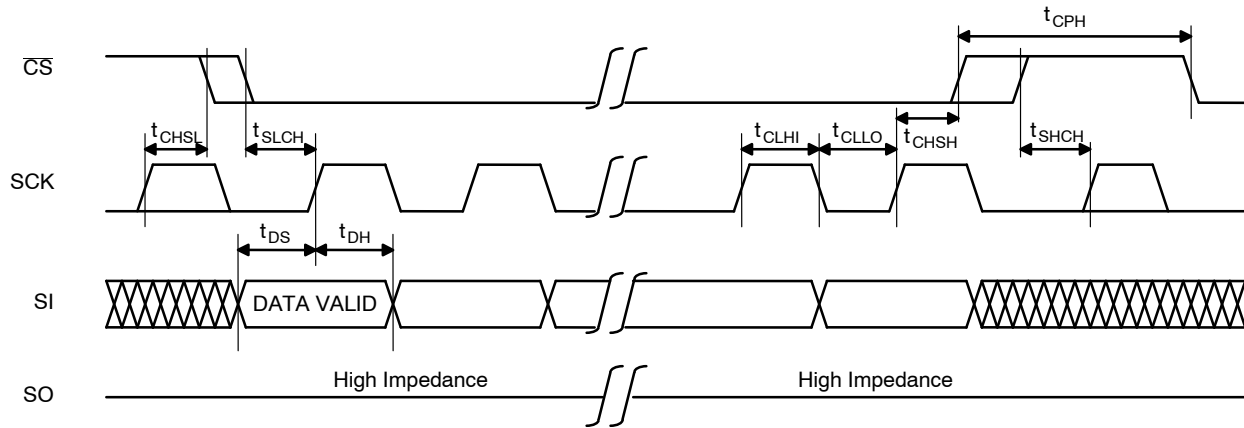 tCPH
CS
tCHSL
tSLCH
tCLHI
tCLLO
tCHSH
tSHCH
SCK
tDS
tDH
SI
DATA VALID
High Impedance
High Impedance
SO